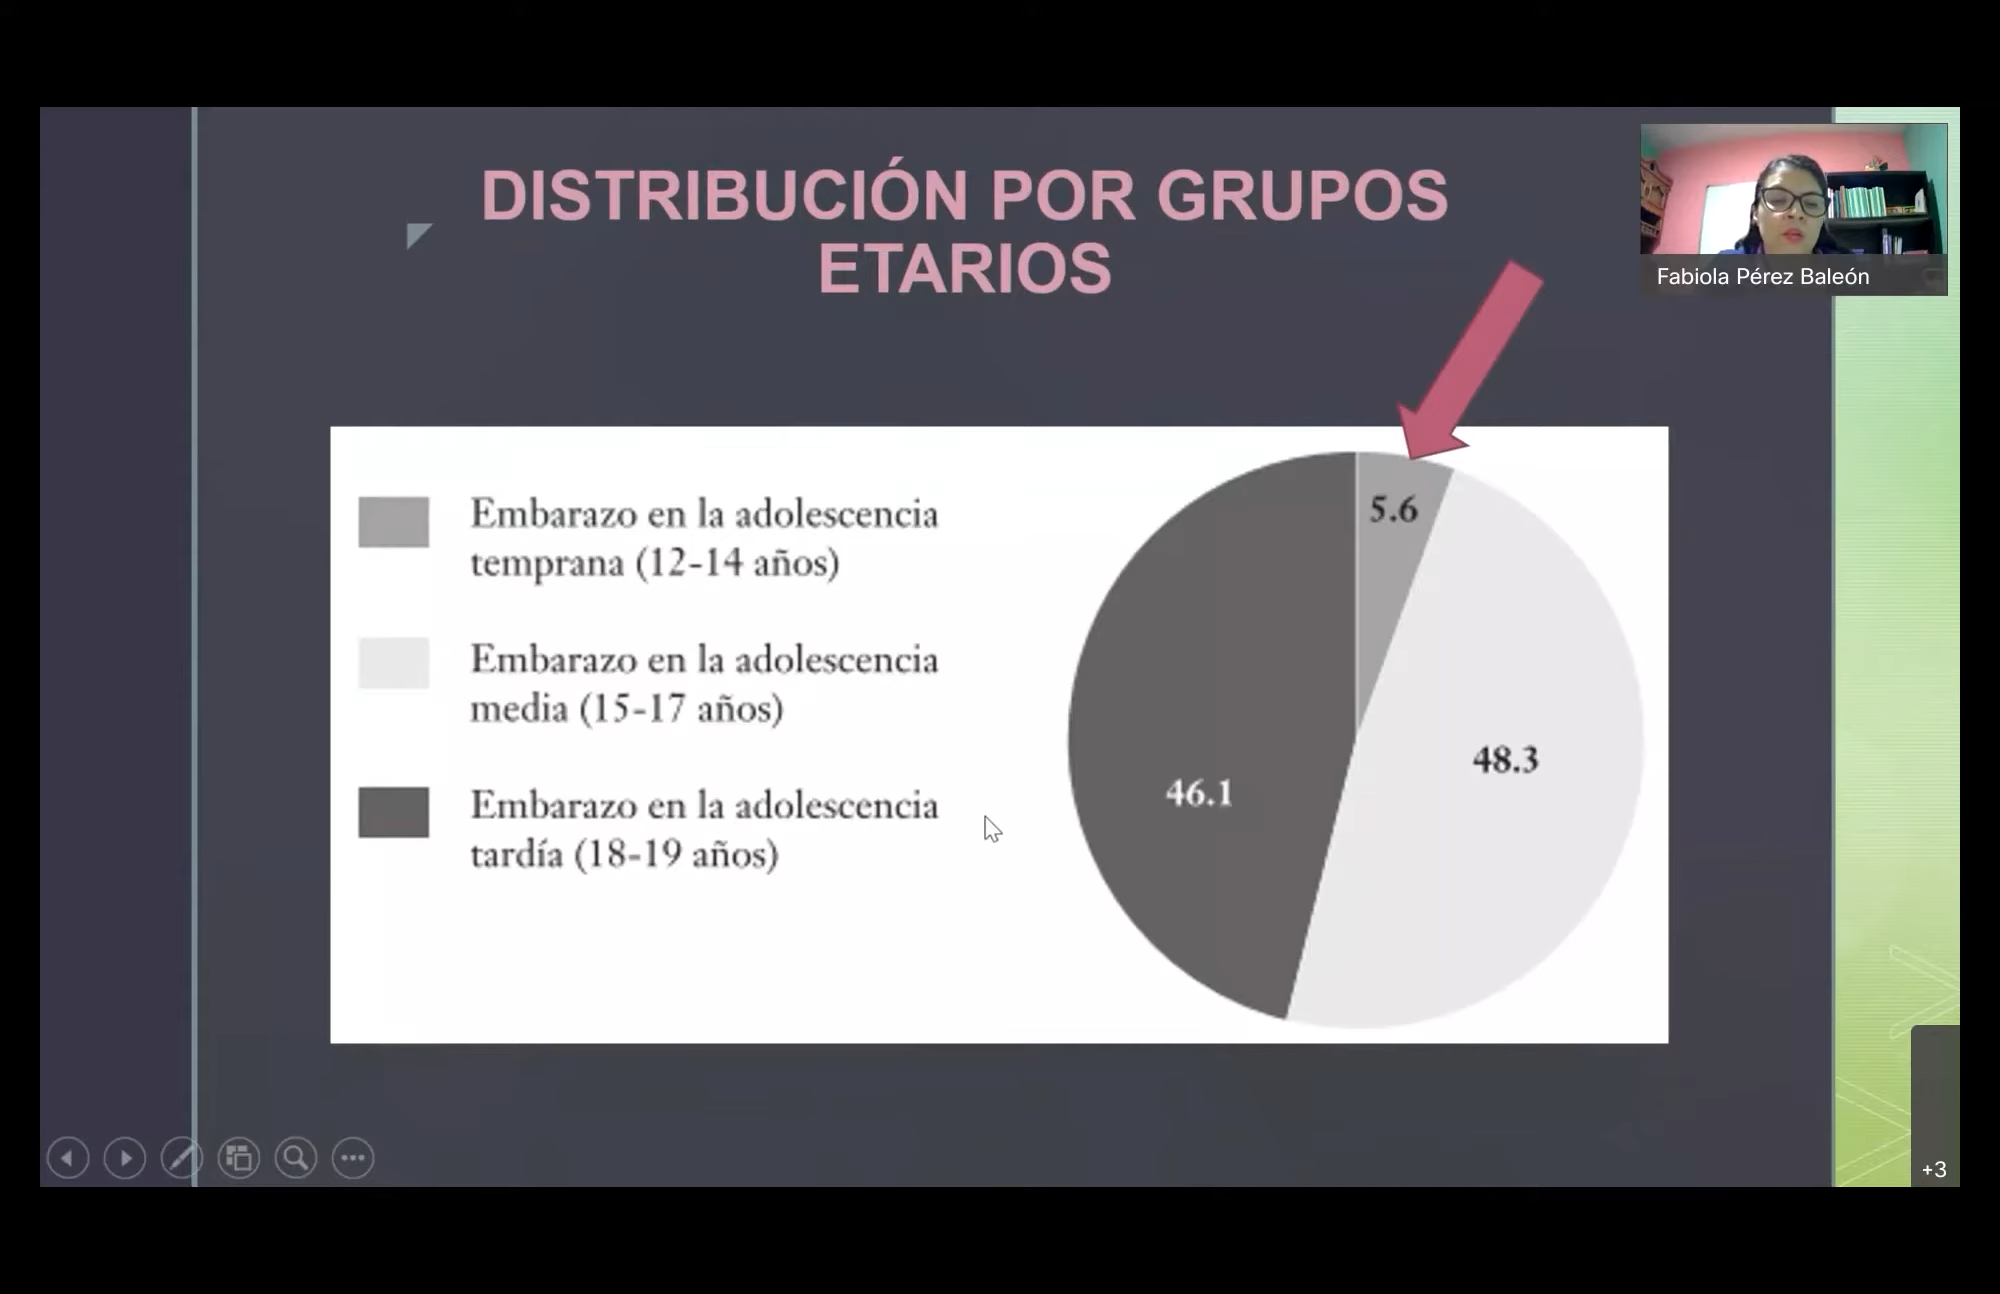 DISTRIBUCIÓN POR GRUPOS
ETARIOS
Fabiola Pérez Baleón
Embarazo en la adolescencia
temprana (12-14 años)
Embarazo en la adolescencia
media (15-17 años)
Embarazo en la adolescencia
tardía (18-19 años)
5.6
48.3
46.1
+3